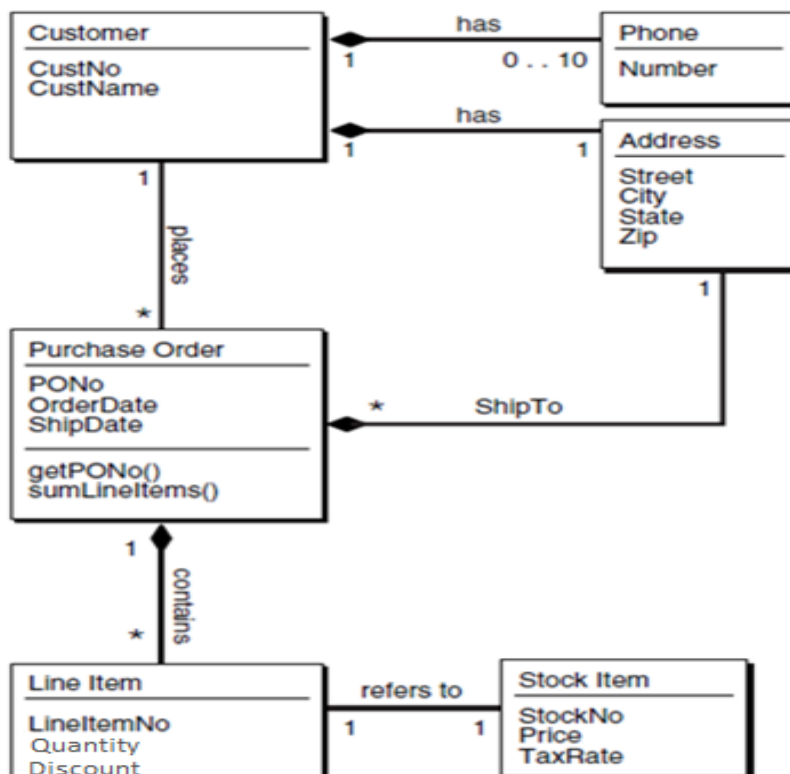 Customer
CustNo
CustName
has
1
0 . . 10
Phone
Number
has
1
1
Address
Street
City
State
Zip
1
places
*
1
Purchase Order
PONo
OrderDate
ShipDate
getPONo()
sumLineItems()
*
ShipTo
1
contains
*
Line Item
LineItemNo
Quantity
Discount
refers to
1
1
Stock Item
StockNo
Price
TaxRate